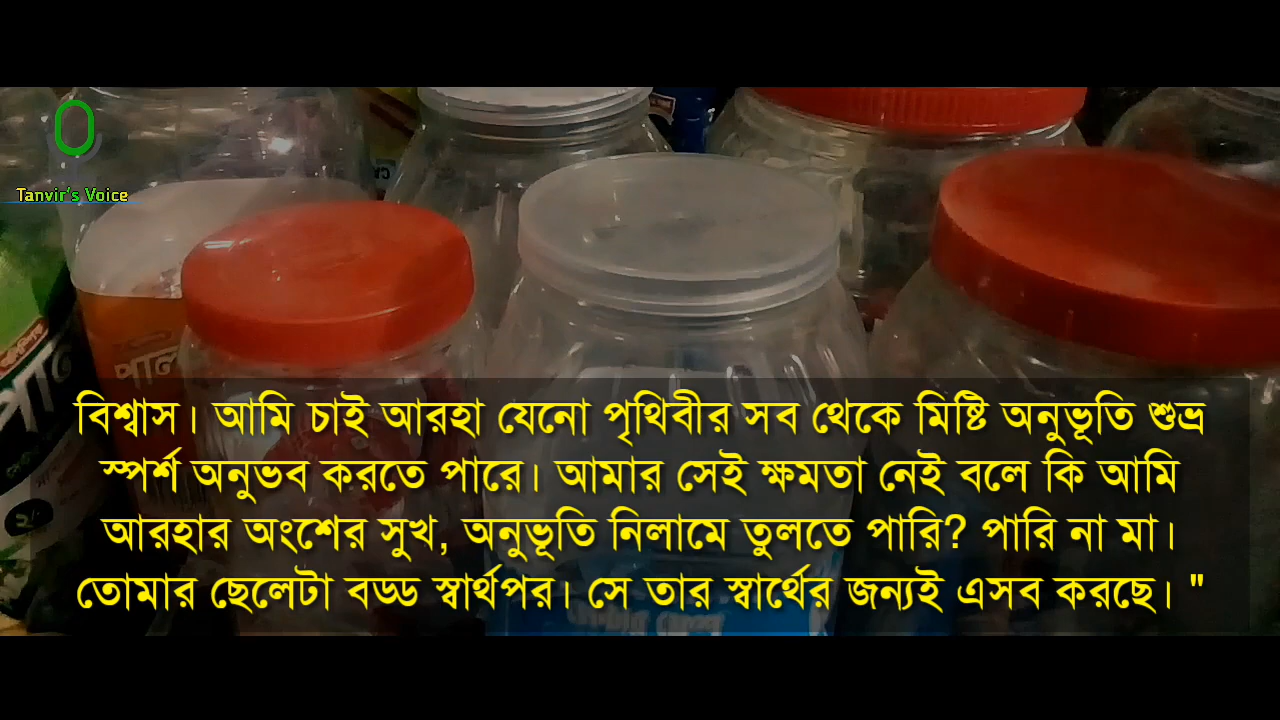 Tanvir's Voice
বিশ্বাস। আমি চাই আরহা যেনো পৃথিবীর সব থেকে মিষ্টি অনুভূতি শুভ্র
স্পর্শ অনুভব করতে পারে। আমার সেই ক্ষমতা নেই বলে কি আমি
আরহার অংশের সুখ, অনুভূতি নিলামে তুলতে পারি? পারি না মা।
তোমার ছেলেটা বড্ড স্বার্থপর। সে তার স্বার্থের জন্যই এসব করছে। "